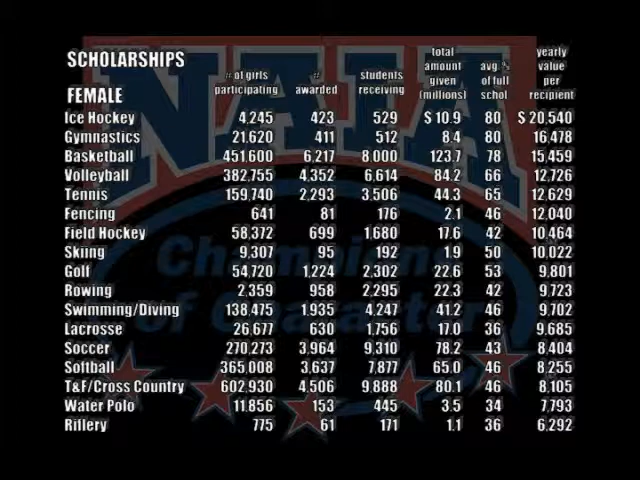 SCHOLARSHIPS
FEMALE
# of girls participating
# awarded
students receiving
total amount given (millions)
avg. % of full schol
yearly value per recipient
Ice Hockey 4,245 423 529 $ 10.9 80 $ 20,540
Gymnastics 21,620 411 512 8.4 80 16,478
Basketball 451,600 6,217 8,000 123.7 78 15,459
Volleyball 382,755 4,352 6,614 84.2 66 12,726
Tennis 159,740 2,293 3,506 44.3 65 12,629
Fencing 641 81 176 2.1 46 12,040
Field Hockey 58,372 699 1,680 17.6 42 10,464
Skiing 9,307 95 192 1.9 50 10,022
Golf 54,720 1,224 2,302 22.6 53 9,801
Rowing 2,359 958 2,295 22.3 42 9,723
Swimming/Diving 138,475 1,935 4,247 41.2 46 9,702
Lacrosse 26,677 630 1,756 17.0 36 9,685
Soccer 270,273 3,964 9,310 78.2 43 8,404
Softball 365,008 3,637 7,877 65.0 46 8,255
T&F/Cross Country 602,930 4,506 9,888 80.1 46 8,105
Water Polo 11,856 153 445 3.5 34 7,793
Riflery 775 61 171 1.1 36 6,292
NAIA
Champions
of Character